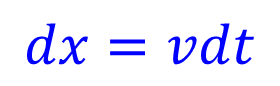 dx = vdt